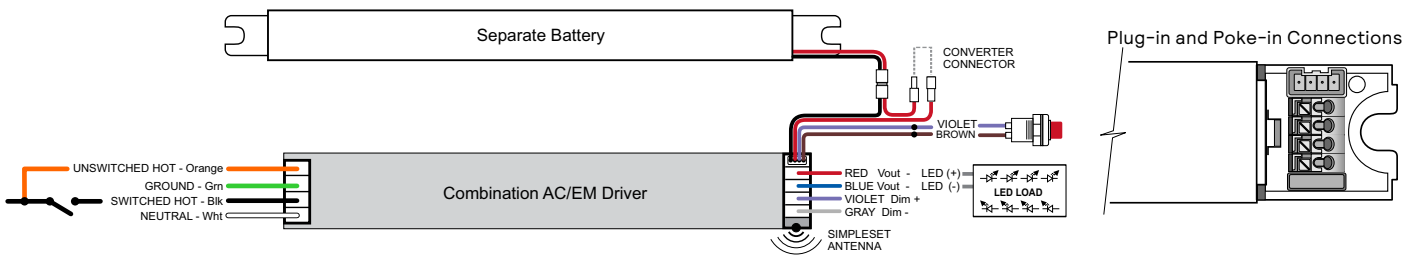 Separate Battery
CONVERTER
CONNECTOR
Plug-in and Poke-in Connections
VIOLET
BROWN
UNSWITCHED HOT - Orange
GROUND - Grn
SWITCHED HOT - Blk
NEUTRAL - Wht
Combination AC/EM Driver
RED Vout - LED (+)
BLUE Vout - LED (-)
VIOLET Dim +
GRAY Dim -
LED LOAD
SIMPLESET
ANTENNA